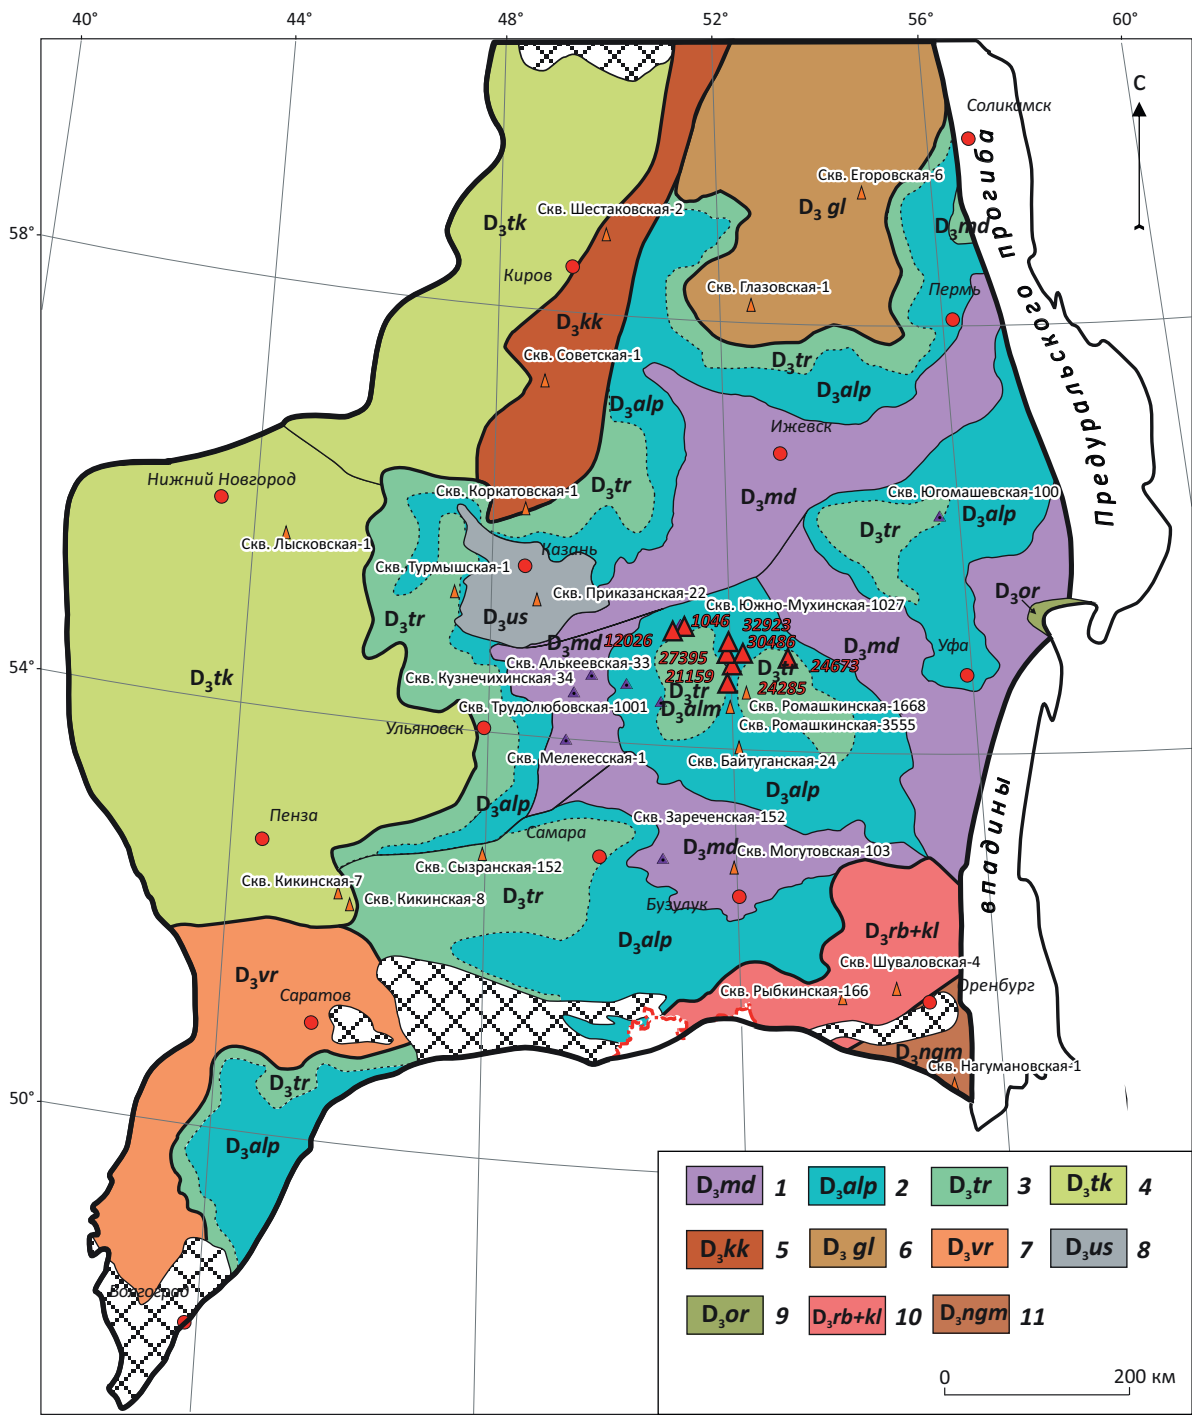 40° 44° 48° 52° 56° 60°
С
Соликамск
Скв. Егоровская-6
D₃gl
Скв. Шестаковская-2
D₃tk
D₃md
58°
Киров
Скв. Глазовская-1
Пермь
D₃kk
Скв. Советская-1
D₃tr
D₃alp
D₃alp
Предуральского прогиба
Ижевск
Нижний Новгород
Скв. Коркатовская-1
D₃tr
D₃md
Скв. Югомашевская-100
D₃alp
D₃tr
Скв. Лысковская-1
Казань
Скв. Турмышская-1
Скв. Приказанская-22
D₃or
Скв. Южно-Мухинская-1027
D₃tr
D₃us
1046
32923
12026
30486
D₃md
D₃md
Уфа
27395
Скв. Алькеевская-33
24673
54°
D₃tk
Скв. Кузнечихинская-34
21159
D₃tr
24285
D₃tr
Скв. Трудолюбовская-1001
D₃alm
Скв. Ромашкинская-1668
Ульяновск
Скв. Ромашкинская-3555
Скв. Мелекесская-1
Скв. Байтуганская-24
D₃alp
D₃alp
впадины
Пенза
Скв. Зареченская-152
Самара
D₃md
Скв. Могутовская-103
Скв. Сызранская-152
Скв. Кикинская-7
Скв. Кикинская-8
D₃tr
Бузулук
D₃alp
D₃rb+kl
Скв. Шуваловская-4
D₃vr
Скв. Рыбкинская-166
Оренбург
Саратов
D₃ngm
Скв. Нагумановская-1
D₃tr
50°
D₃alp
Волгоград
D₃md 1 D₃alp 2 D₃tr 3 D₃tk 4
D₃kk 5 D₃gl 6 D₃vr 7 D₃us 8
D₃or 9 D₃rb+kl 10 D₃ngm 11
0 200 км